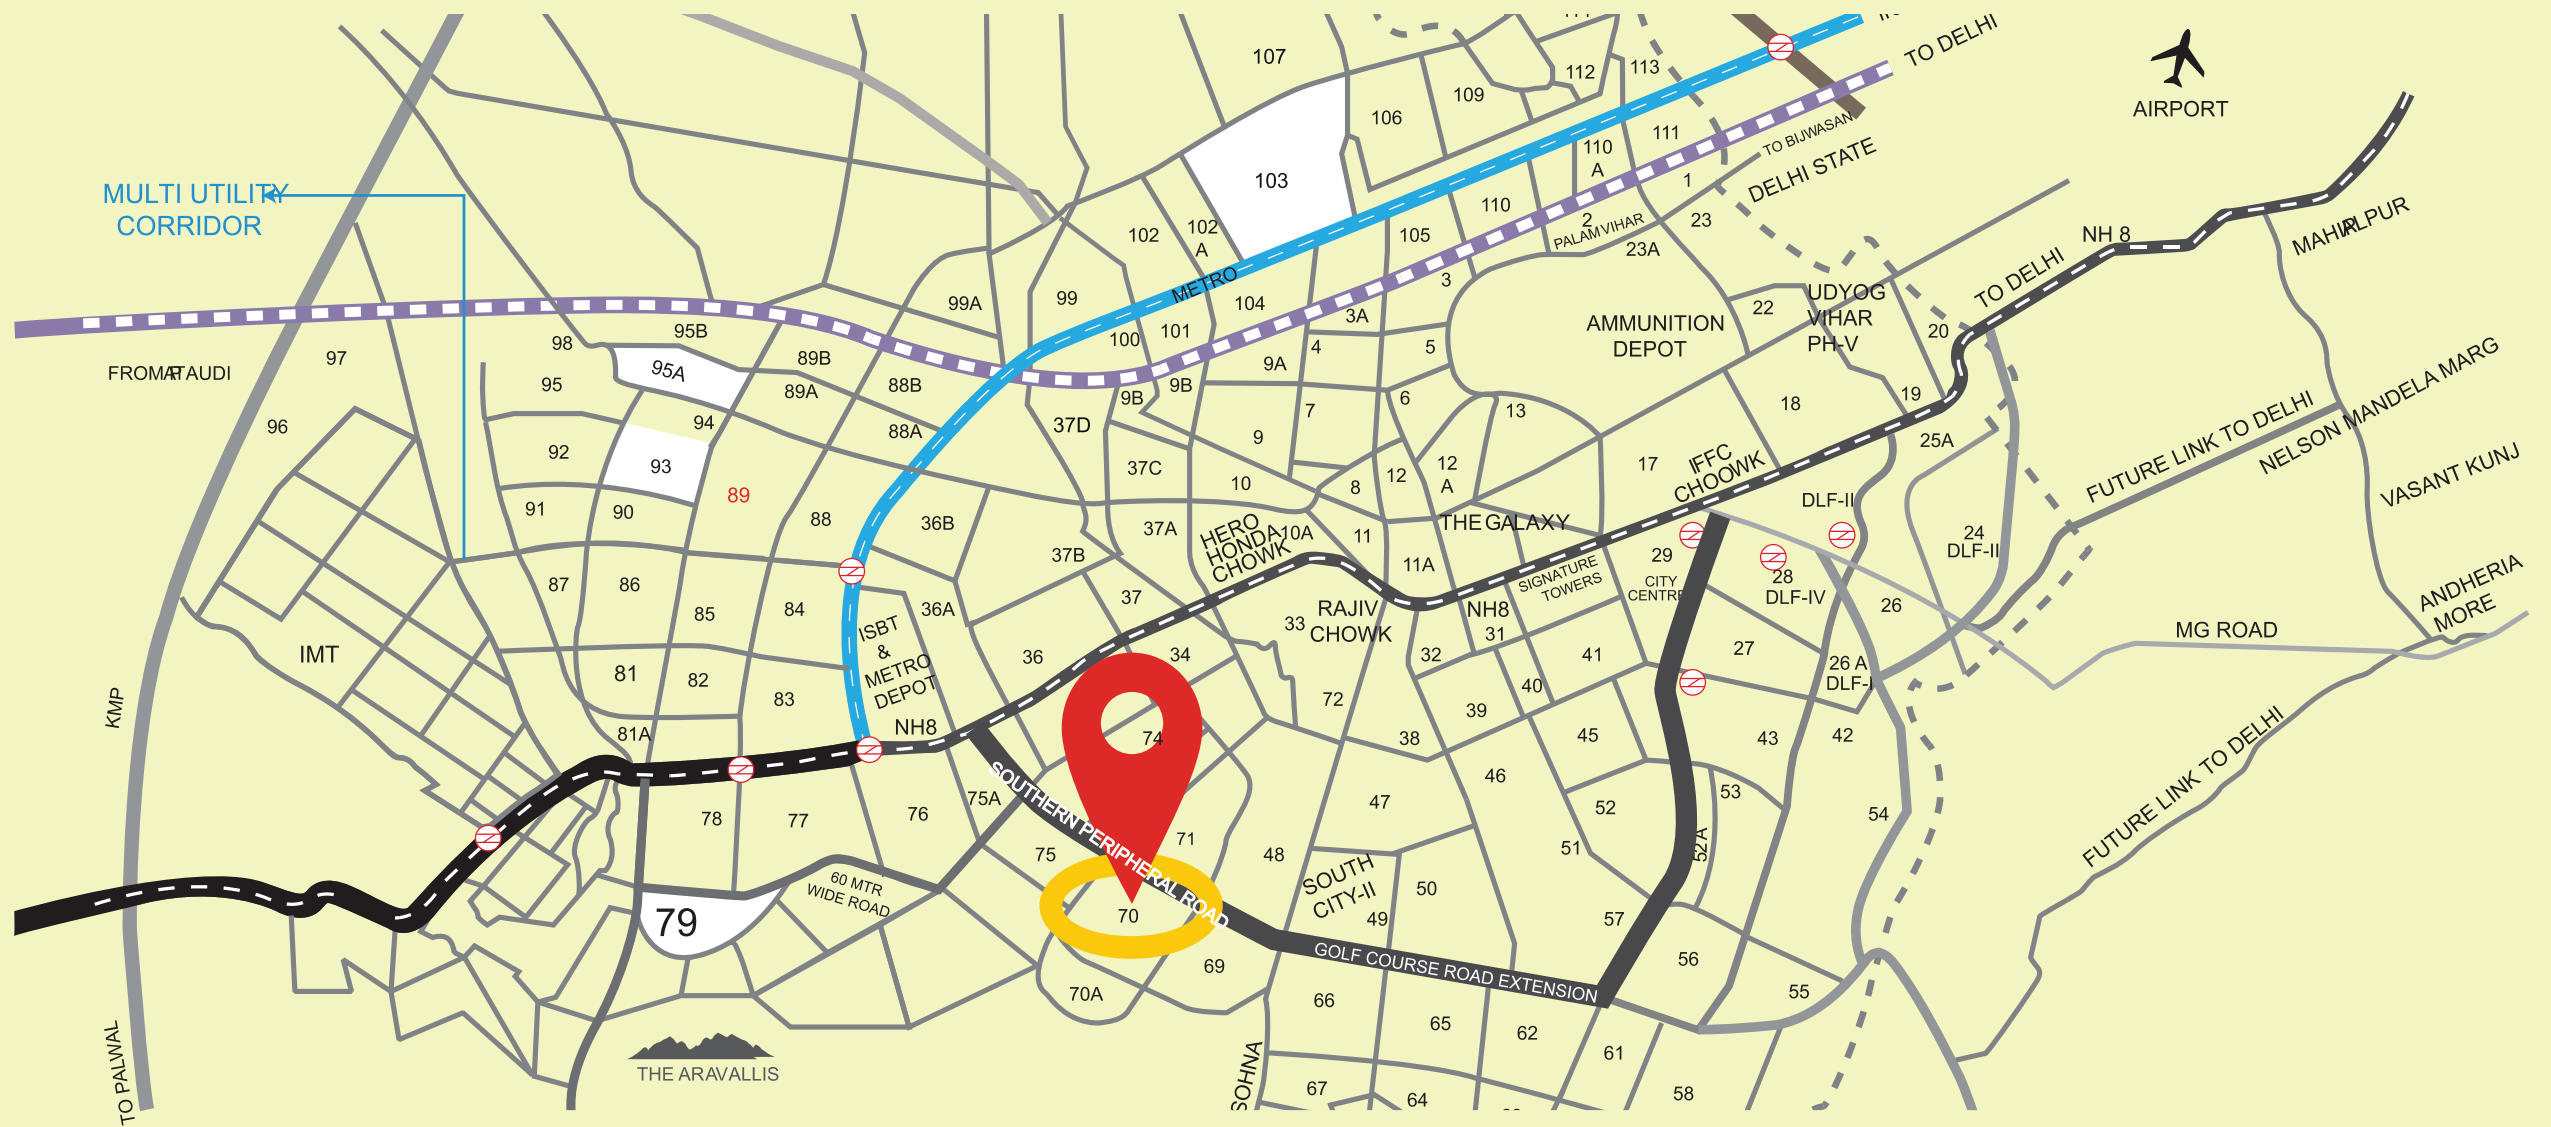 TO DELHI
AIRPORT
107
112
113
109
106
111
110
A
TO BIJWASAN
DELHI STATE
103
1
MULTI UTILITY
CORRIDOR
102
102
A
105
110
2
PALAM VIHAR
23
23A
NH 8
MAHIPALPUR
TO DELHI
METRO
99A
99
104
3
3A
22
UDYOG
VIHAR
PH-V
20
AMMUNITION
DEPOT
97
98
95B
89B
100
101
4
5
9A
FROM PATAUDI
95
95A
89A
88B
9B
9B
6
7
13
18
19
FUTURE LINK TO DELHI
NELSON MANDELA MARG
96
94
88A
37D
9
25A
92
93
37C
10
8
12
12
A
17
IFFC
CHOOWK
VASANT KUNJ
89
91
90
88
36B
37A
HERO
HONDA
CHOWK
10A
11
THE GALAXY
DLF-II
24
DLF-II
37B
11A
SIGNATURE
TOWERS
29
CITY
CENTRE
28
DLF-IV
87
86
85
84
36A
37
33
RAJIV
CHOWK
NH8
31
26
ANDHERIA
MORE
MG ROAD
IMT
ISBT
&
METRO
DEPOT
36
34
32
41
27
26 A
DLF-I
81
82
83
72
40
KMP
81A
NH8
74
38
39
45
43
42
FUTURE LINK TO DELHI
46
47
52
53
54
78
77
76
75A
SOUTHERN PERIPHERAL ROAD
75
71
48
51
52A
60 MTR
WIDE ROAD
SOUTH
CITY-II
50
49
79
70
57
69
GOLF COURSE ROAD EXTENSION
56
70A
66
55
65
62
61
THE ARAVALLIS
TO PALWAL
SOHNA
67
64
58